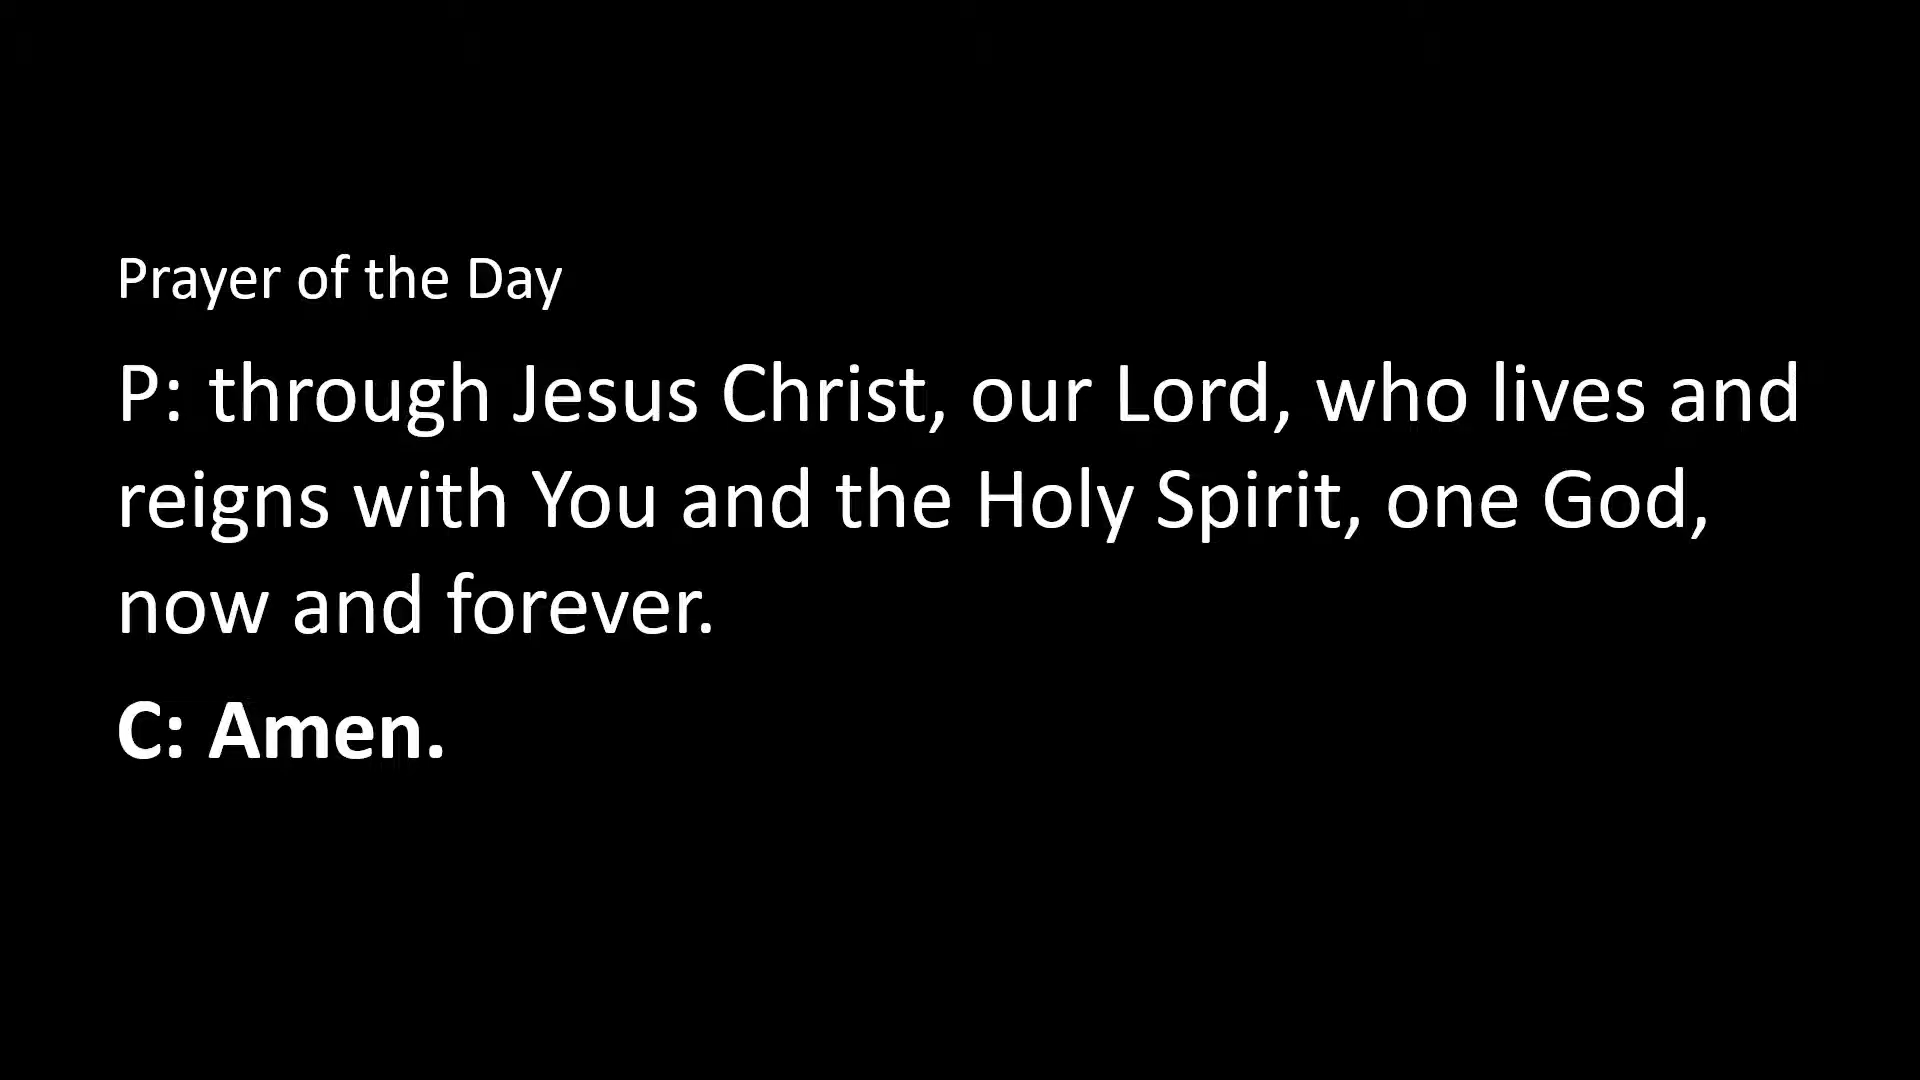 Prayer of the Day
P: through Jesus Christ, our Lord, who lives and
reigns with You and the Holy Spirit, one God,
now and forever.
C: Amen.